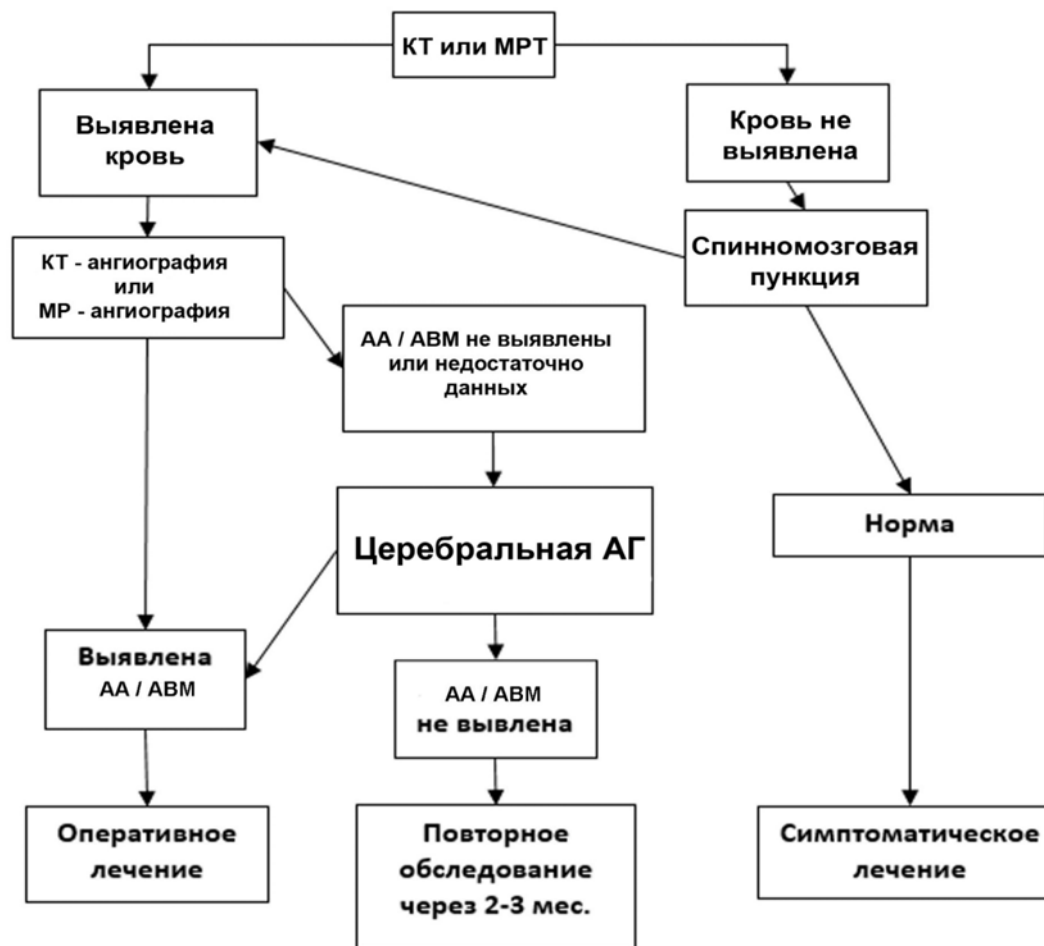 КТ или МРТ
Выявлена
кровь
Кровь не
выявлена
Спинномозговая
пункция
КТ - ангиография
или
МР - ангиография
АА / АВМ не выявлены
или недостаточно
данных
Церебральная АГ
Норма
Выявлена
АА / АВМ
АА / АВМ
не вывлена
Оперативное
лечение
Повторное
обследование
через 2-3 мес.
Симптоматическое
лечение